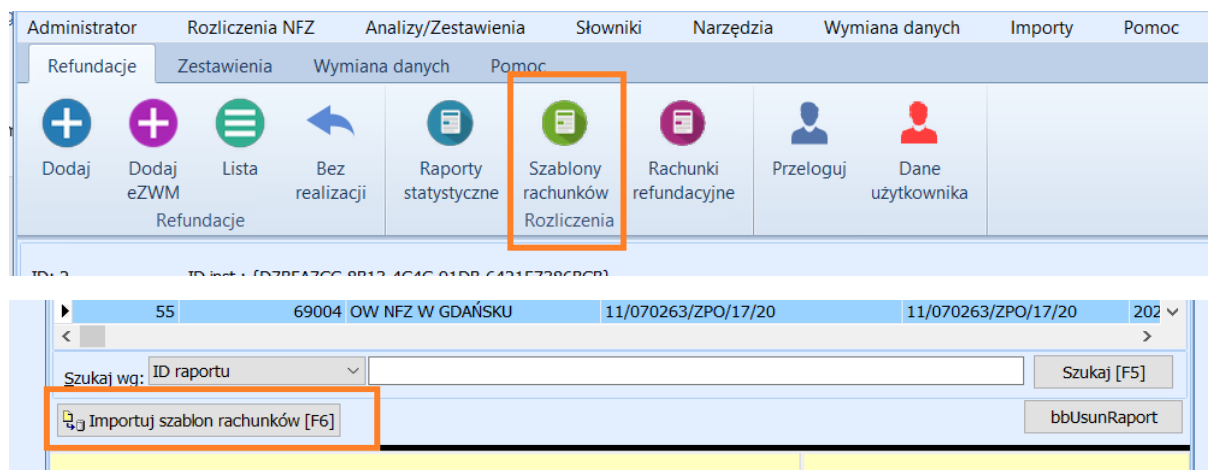 Administrator Rozliczenia NFZ Analizy/Zestawienia Słowniki Narzędzia Wymiana danych Importy Pomoc
Refundacje Zestawienia Wymiana danych Pomoc
Dodaj Dodaj Lista Bez Raporty Szablony Rachunki Przeloguj Dane
eZWM realizacji statystyczne rachunków refundacyjne użytkownika
Refundacje Rozliczenia
55 69004 OW NFZ W GDAŃSKU 11/070263/ZPO/17/20 11/070263/ZPO/17/20 202
Szukaj wg: ID raportu Szukaj [F5]
Importuj szablon rachunków [F6] bbUsunRaport